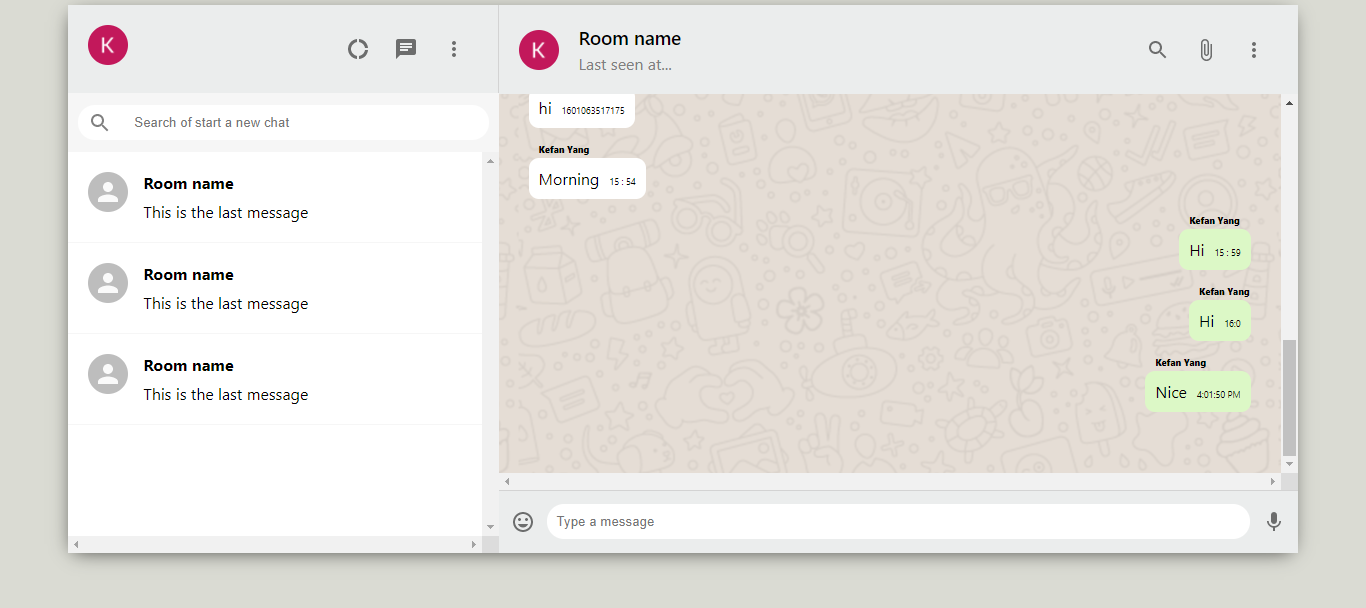 K
Search of start a new chat
Room name
This is the last message
Room name
This is the last message
Room name
This is the last message
K
Room name
Last seen at...
hi 1601063517175
Kefan Yang
Morning 15 : 54
Kefan Yang
Hi 15 : 59
Kefan Yang
Hi 16:0
Kefan Yang
Nice 4:01:50 PM
Type a message